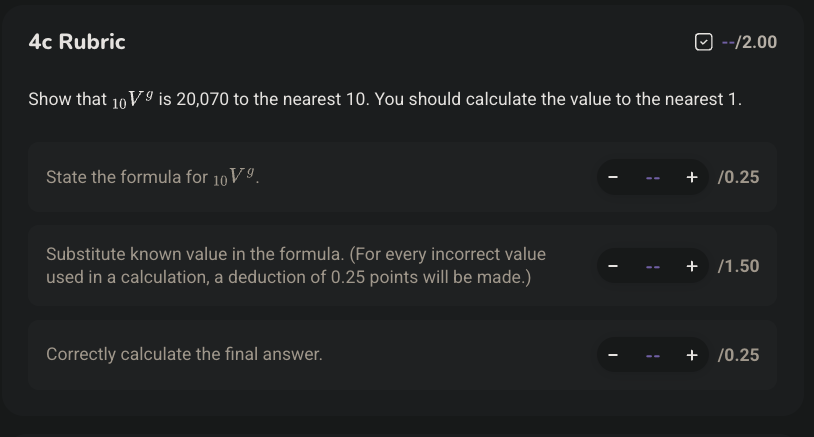 4c Rubric
--/2.00
Show that ₁₀V^g is 20,070 to the nearest 10. You should calculate the value to the nearest 1.
State the formula for ₁₀V^g.
− -- + /0.25
Substitute known value in the formula. (For every incorrect value
used in a calculation, a deduction of 0.25 points will be made.)
− -- + /1.50
Correctly calculate the final answer.
− -- + /0.25